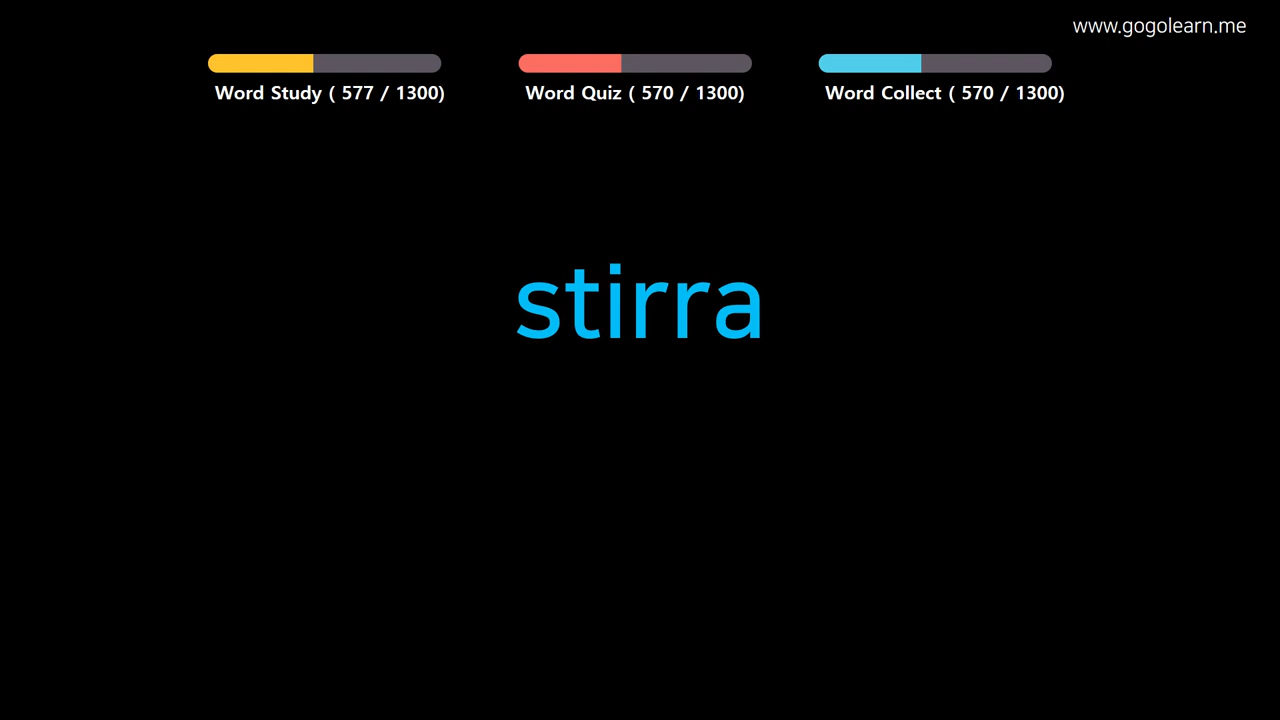 www.gogolearn.me
Word Study ( 577 / 1300)
Word Quiz ( 570 / 1300)
Word Collect ( 570 / 1300)
stirra